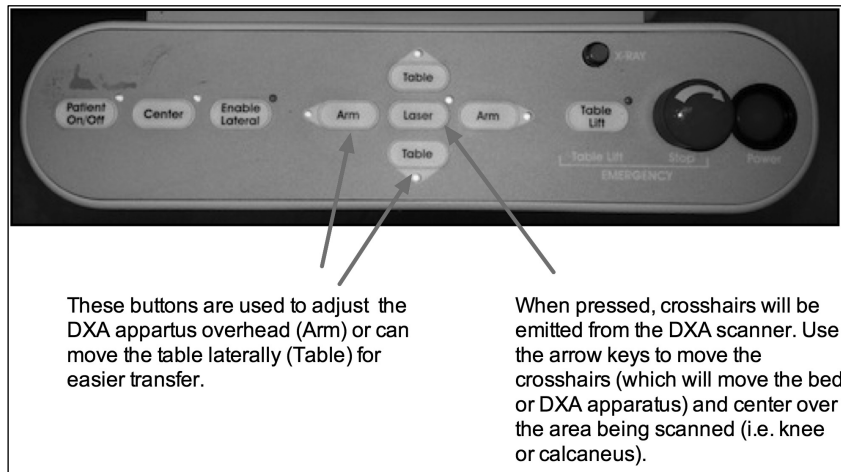 X-RAY
Table
Patient
On/Off
Center
Enable
Lateral
Arm
Laser
Arm
Table
Lift
Table
Table Lift
Stop
Power
EMERGENCY
These buttons are used to adjust the
DXA appartus overhead (Arm) or can
move the table laterally (Table) for
easier transfer.
When pressed, crosshairs will be
emitted from the DXA scanner. Use
the arrow keys to move the
crosshairs (which will move the bed
or DXA apparatus) and center over
the area being scanned (i.e. knee
or calcaneus).